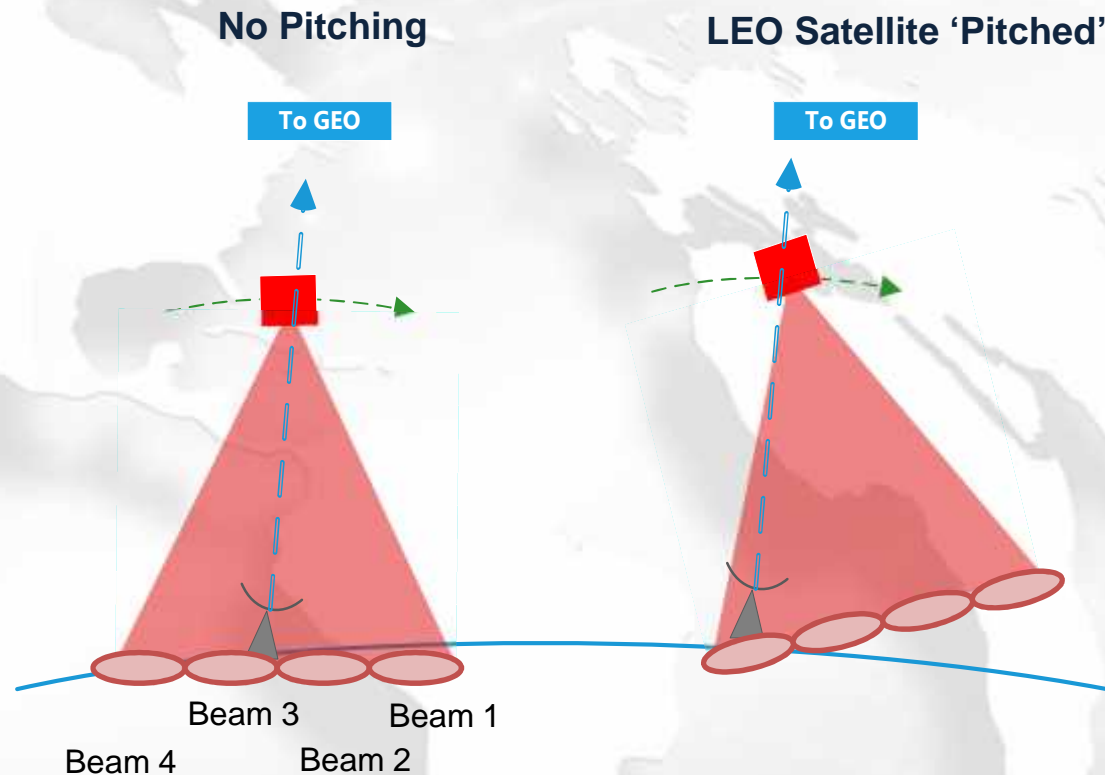 No Pitching
LEO Satellite ‘Pitched’
To GEO
To GEO
Beam 3
Beam 1
Beam 4
Beam 2